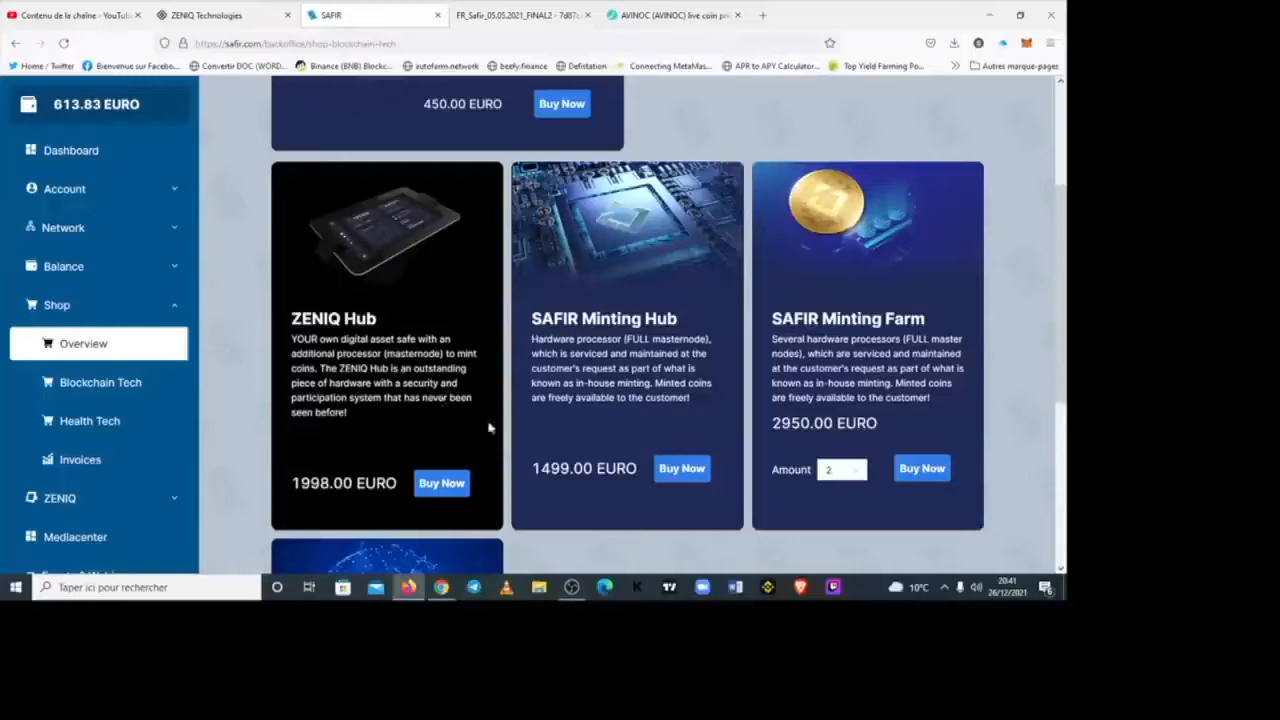 Contenu de la chaîne - YouTu
ZENIQ Technologies
SAFIR
FR_Safir_05.05.2021_FINAL2 - 7d87c
AVINOC (AVINOC) live coin pri
https://safir.com/backoffice/shop-blockchain-tech
Home / Twitter
Bienvenue sur Facebo...
Convertir DOC (WORD...
Binance (BNB) Blockc...
autofarm.network
beefy.finance
Defistation
Connecting MetaMas...
APR to APY Calculator...
Top Yield Farming Po...
Autres marque-pages
613.83 EURO
Dashboard
Account
Network
Balance
Shop
Overview
Blockchain Tech
Health Tech
Invoices
ZENIQ
Mediacenter
450.00 EURO
Buy Now
ZENIQ Hub
YOUR own digital asset safe with an
additional processor (masternode) to mint
coins. The ZENIQ Hub is an outstanding
piece of hardware with a security and
participation system that has never been
seen before!
1998.00 EURO
Buy Now
SAFIR Minting Hub
Hardware processor (FULL masternode),
which is serviced and maintained at the
customer's request as part of what is
known as in-house minting. Minted coins
are freely available to the customer!
1499.00 EURO
Buy Now
SAFIR Minting Farm
Several hardware processors (FULL master
nodes), which are serviced and maintained
at the customer's request as part of what is
known as in-house minting. Minted coins
are freely available to the customer!
2950.00 EURO
Amount
2
Buy Now
Taper ici pour rechercher
10°C
20:41
26/12/2021